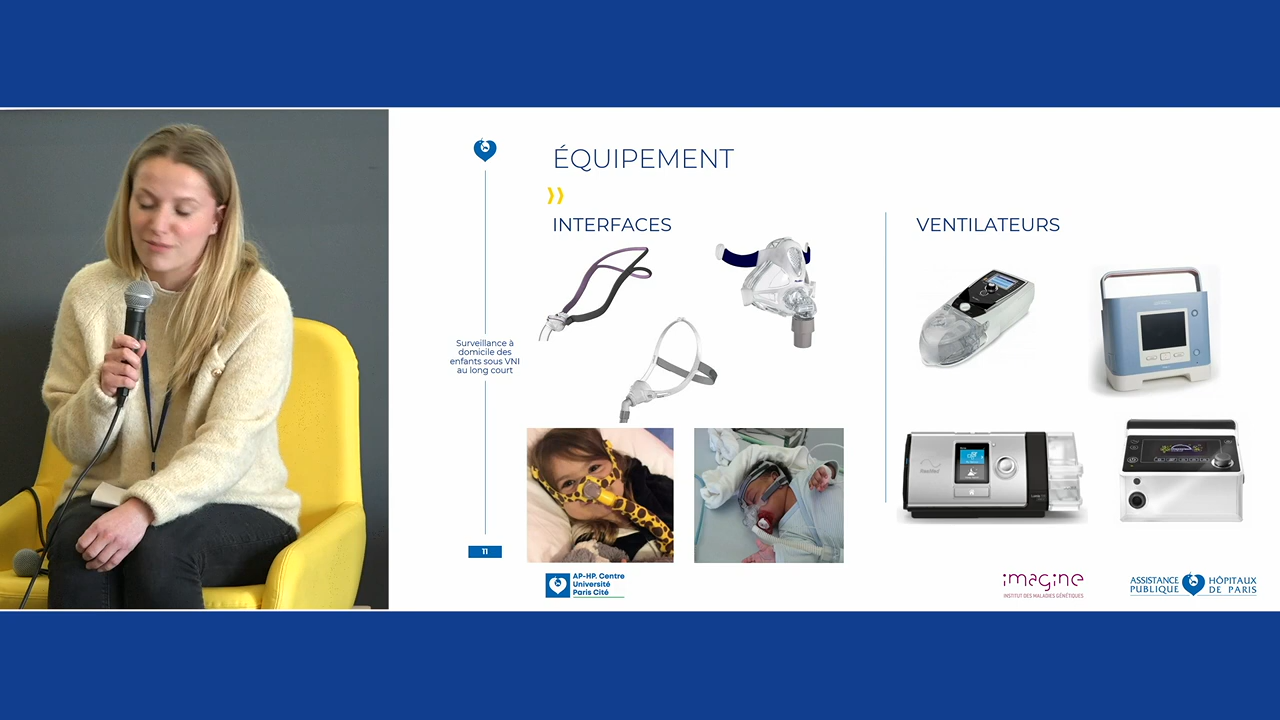 ÉQUIPEMENT
INTERFACES
VENTILATEURS
Surveillance à
domicile des
enfants sous VNI
au long court
11
AP-HP. Centre
Université
Paris Cité
imagine
INSTITUT DES MALADIES GÉNÉTIQUES
ASSISTANCE
PUBLIQUE
HÔPITAUX
DE PARIS